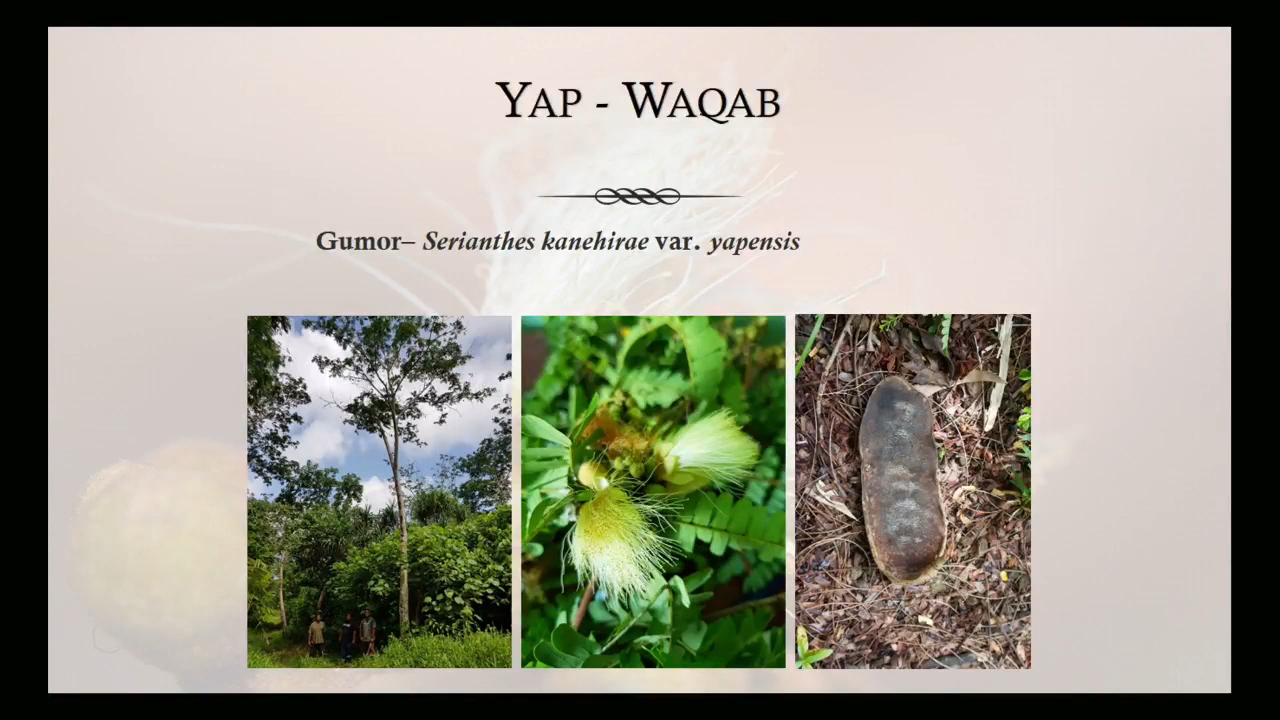 YAP - WAQAB
Gumor– Serianthes kanehirae var. yapensis